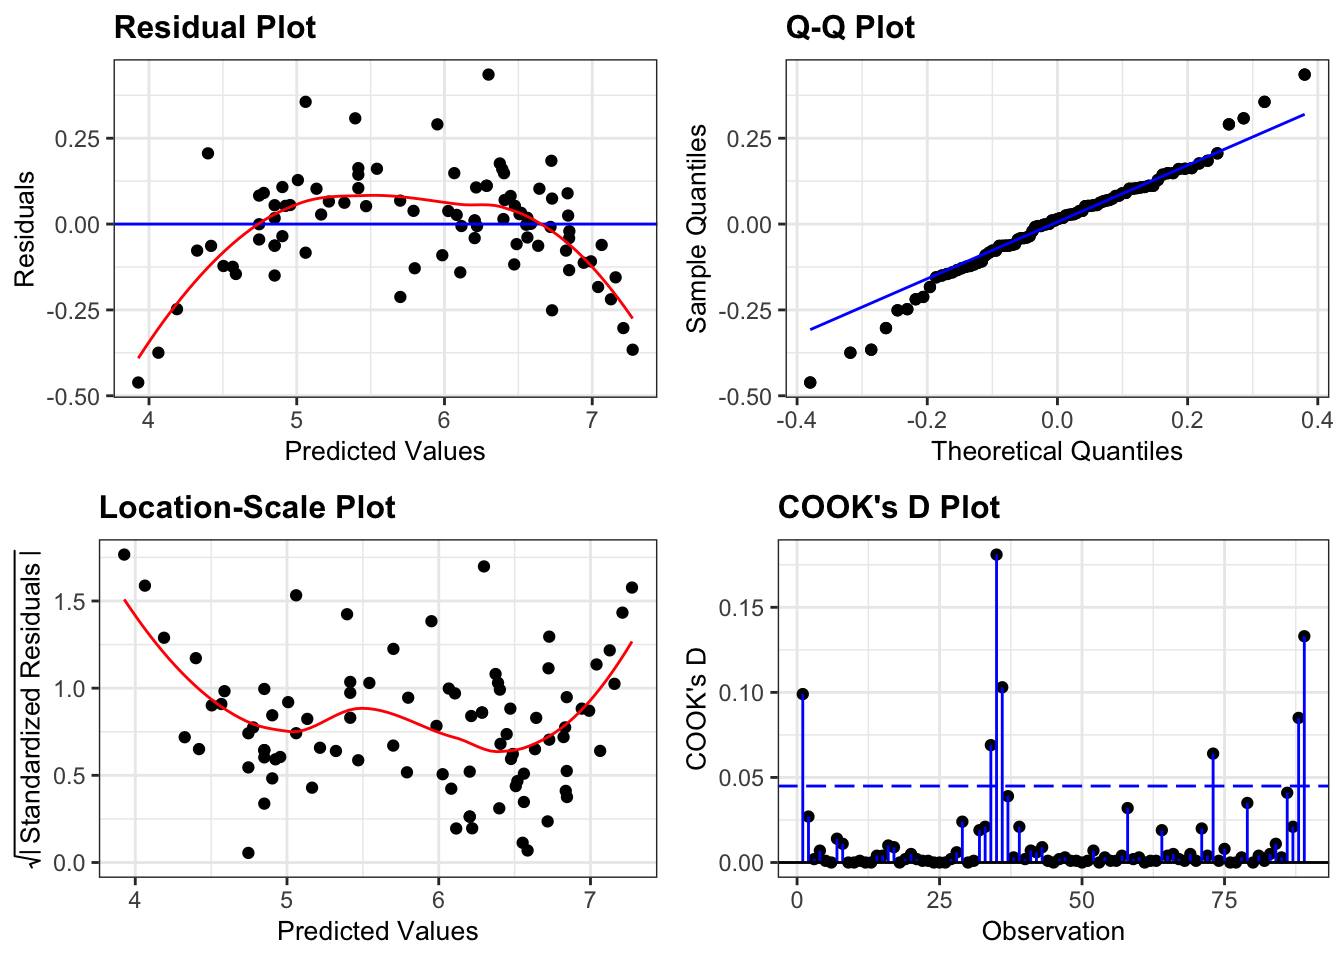 Residual Plot
Residuals
0.25
0.00
-0.25
-0.50
4 5 6 7
Predicted Values
Q-Q Plot
Sample Quantiles
0.25
0.00
-0.25
-0.50
-0.4 -0.2 0.0 0.2 0.4
Theoretical Quantiles
Location-Scale Plot
√| Standardized Residuals |
1.5
1.0
0.5
0.0
4 5 6 7
Predicted Values
COOK's D Plot
COOK's D
0.15
0.10
0.05
0.00
0 25 50 75
Observation